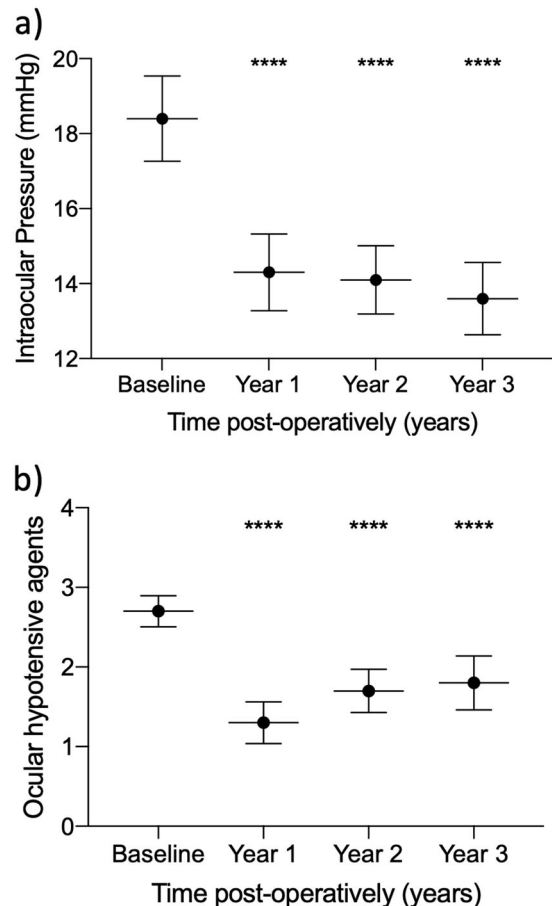 a)
Intraocular Pressure (mmHg)
20
18
16
14
12
**** **** ****
Baseline Year 1 Year 2 Year 3
Time post-operatively (years)
b)
Ocular hypotensive agents
4
3
2
1
0
**** **** ****
Baseline Year 1 Year 2 Year 3
Time post-operatively (years)